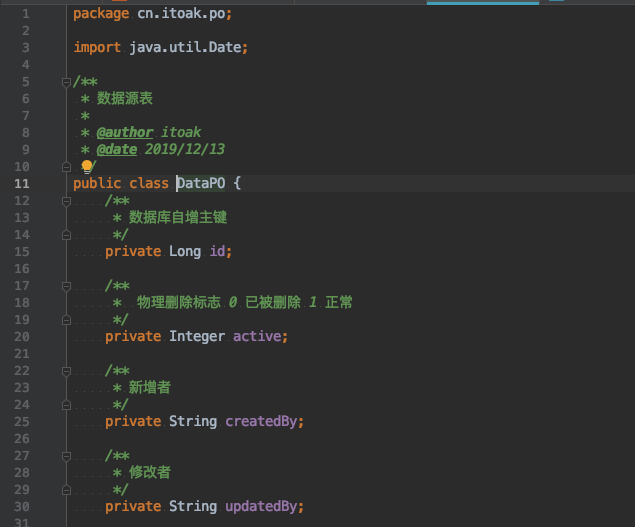 1 package cn.itoak.po;
2
3 import java.util.Date;
4
5 /**
6 * 数据源表
7 *
8 * @author itoak
9 * @date 2019/12/13
10 */
11 public class DataPO {
12 /**
13 * 数据库自增主键
14 */
15 private Long id;
16
17 /**
18 * 物理删除标志 0 已被删除 1 正常
19 */
20 private Integer active;
21
22 /**
23 * 新增者
24 */
25 private String createdBy;
26
27 /**
28 * 修改者
29 */
30 private String updatedBy;
31